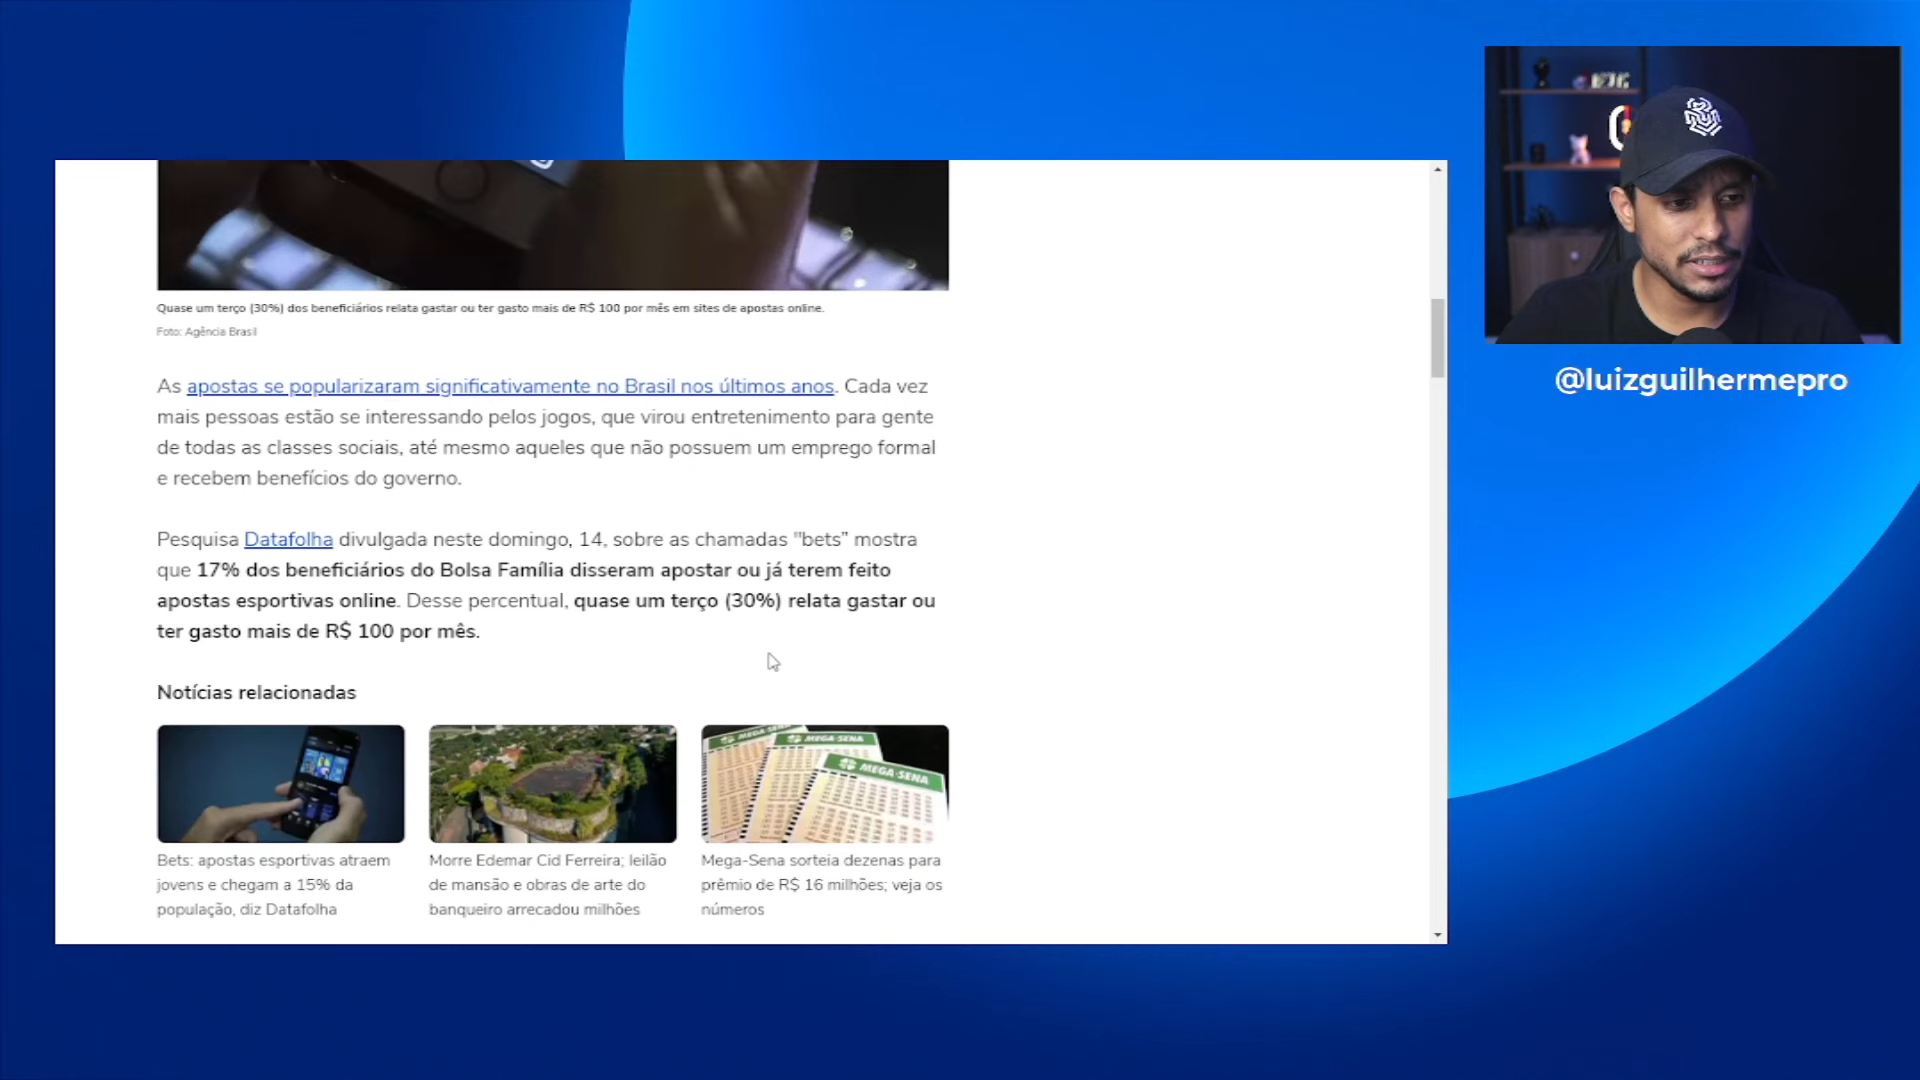 Quase um terço (30%) dos beneficiários relata gastar ou ter gasto mais de R$ 100 por mês em sites de apostas online.
Foto: Agência Brasil
As apostas se popularizaram significativamente no Brasil nos últimos anos. Cada vez
mais pessoas estão se interessando pelos jogos, que virou entretenimento para gente
de todas as classes sociais, até mesmo aqueles que não possuem um emprego formal
e recebem benefícios do governo.
Pesquisa Datafolha divulgada neste domingo, 14, sobre as chamadas "bets” mostra
que 17% dos beneficiários do Bolsa Família disseram apostar ou já terem feito
apostas esportivas online. Desse percentual, quase um terço (30%) relata gastar ou
ter gasto mais de R$ 100 por mês.
Notícias relacionadas
MEGA-SENA
MEGA-SENA
MEGA-SENA
Bets: apostas esportivas atraem
jovens e chegam a 15% da
população, diz Datafolha
Morre Edemar Cid Ferreira; leilão
de mansão e obras de arte do
banqueiro arrecadou milhões
Mega-Sena sorteia dezenas para
prêmio de R$ 16 milhões; veja os
números
@luizguilhermepro